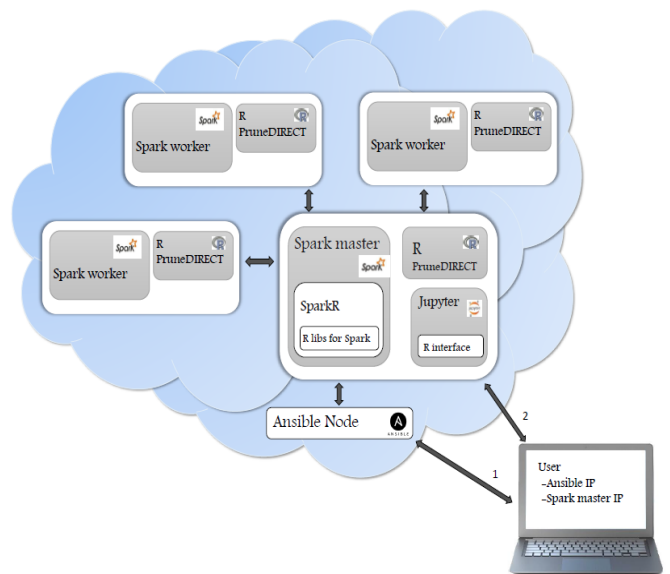 Spark
R
PruneDIRECT
Spark worker
Spark
R
PruneDIRECT
Spark worker
Spark
R
PruneDIRECT
Spark worker
Spark master
Spark
SparkR
R libs for Spark
R
PruneDIRECT
Jupyter
R interface
Ansible Node
ANSIBLE
1
2
User
-Ansible IP
-Spark master IP